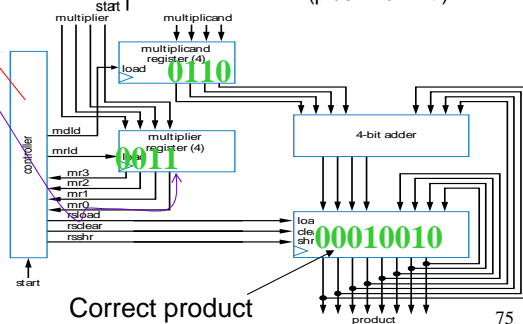 start
multiplier
multiplicand
multiplicand
register (4)
load
0110
mdld
controller
4-bit adder
multiplier
register (4)
mrld
0011
mr3
mr2
mr1
mr0
rsload
rsclear
rsshr
shr
00010010
start
Correct product
product
75